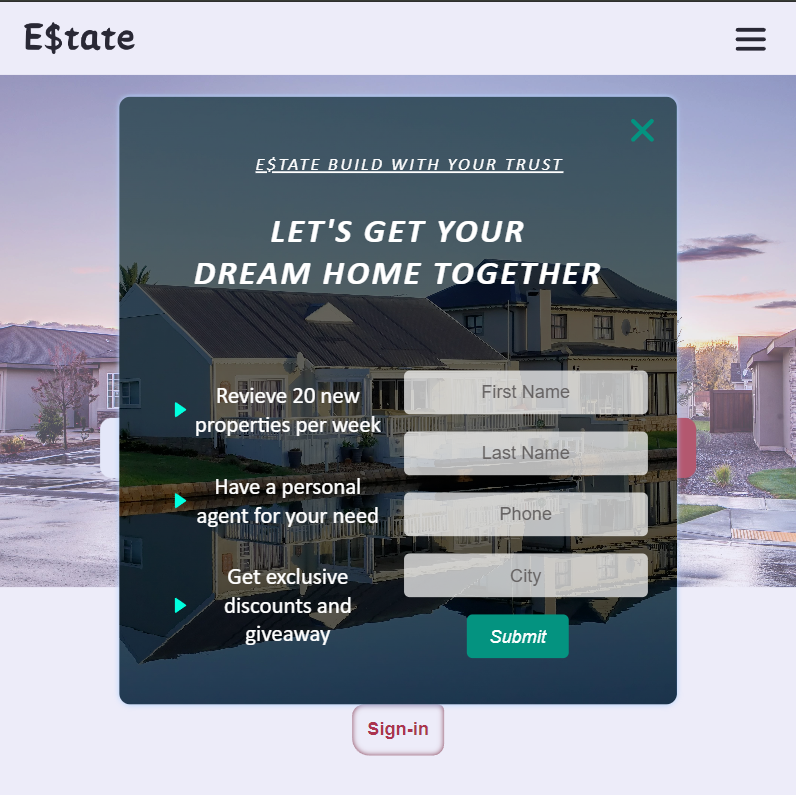 E$tate
E$TATE BUILD WITH YOUR TRUST
LET'S GET YOUR
DREAM HOME TOGETHER
Revieve 20 new
properties per week
Have a personal
agent for your need
Get exclusive
discounts and
giveaway
First Name
Last Name
Phone
City
Submit
Sign-in